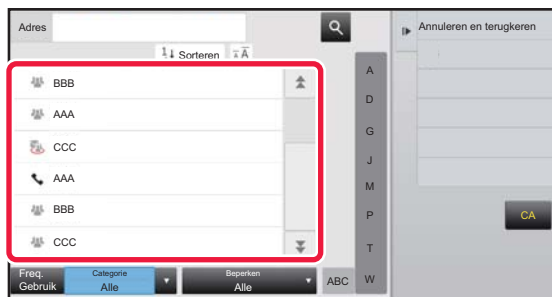 Adres
Annuleren en terugkeren
Sorteren
BBB
AAA
CCC
AAA
BBB
CCC
A
D
G
J
M
P
T
W
CA
Freq.
Gebruik
Categorie
Alle
Beperken
Alle
ABC